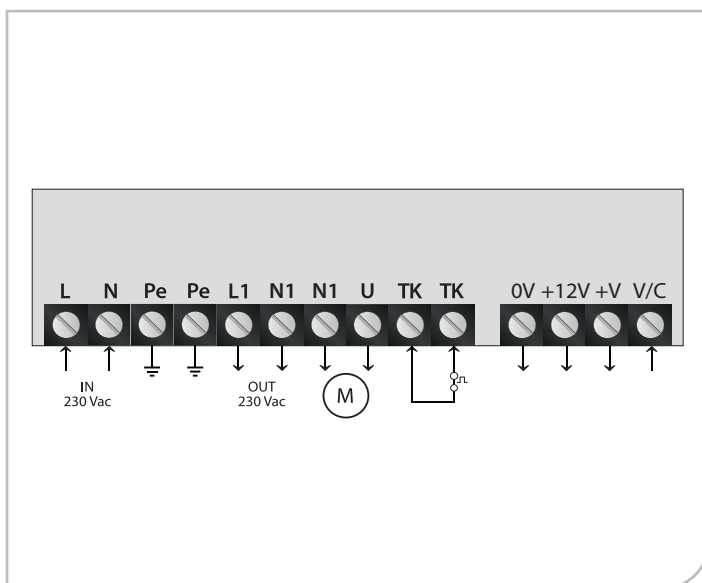 L N Pe Pe L1 N1 N1 U TK TK 0V +12V +V V/C
IN
230 Vac
OUT
230 Vac
M